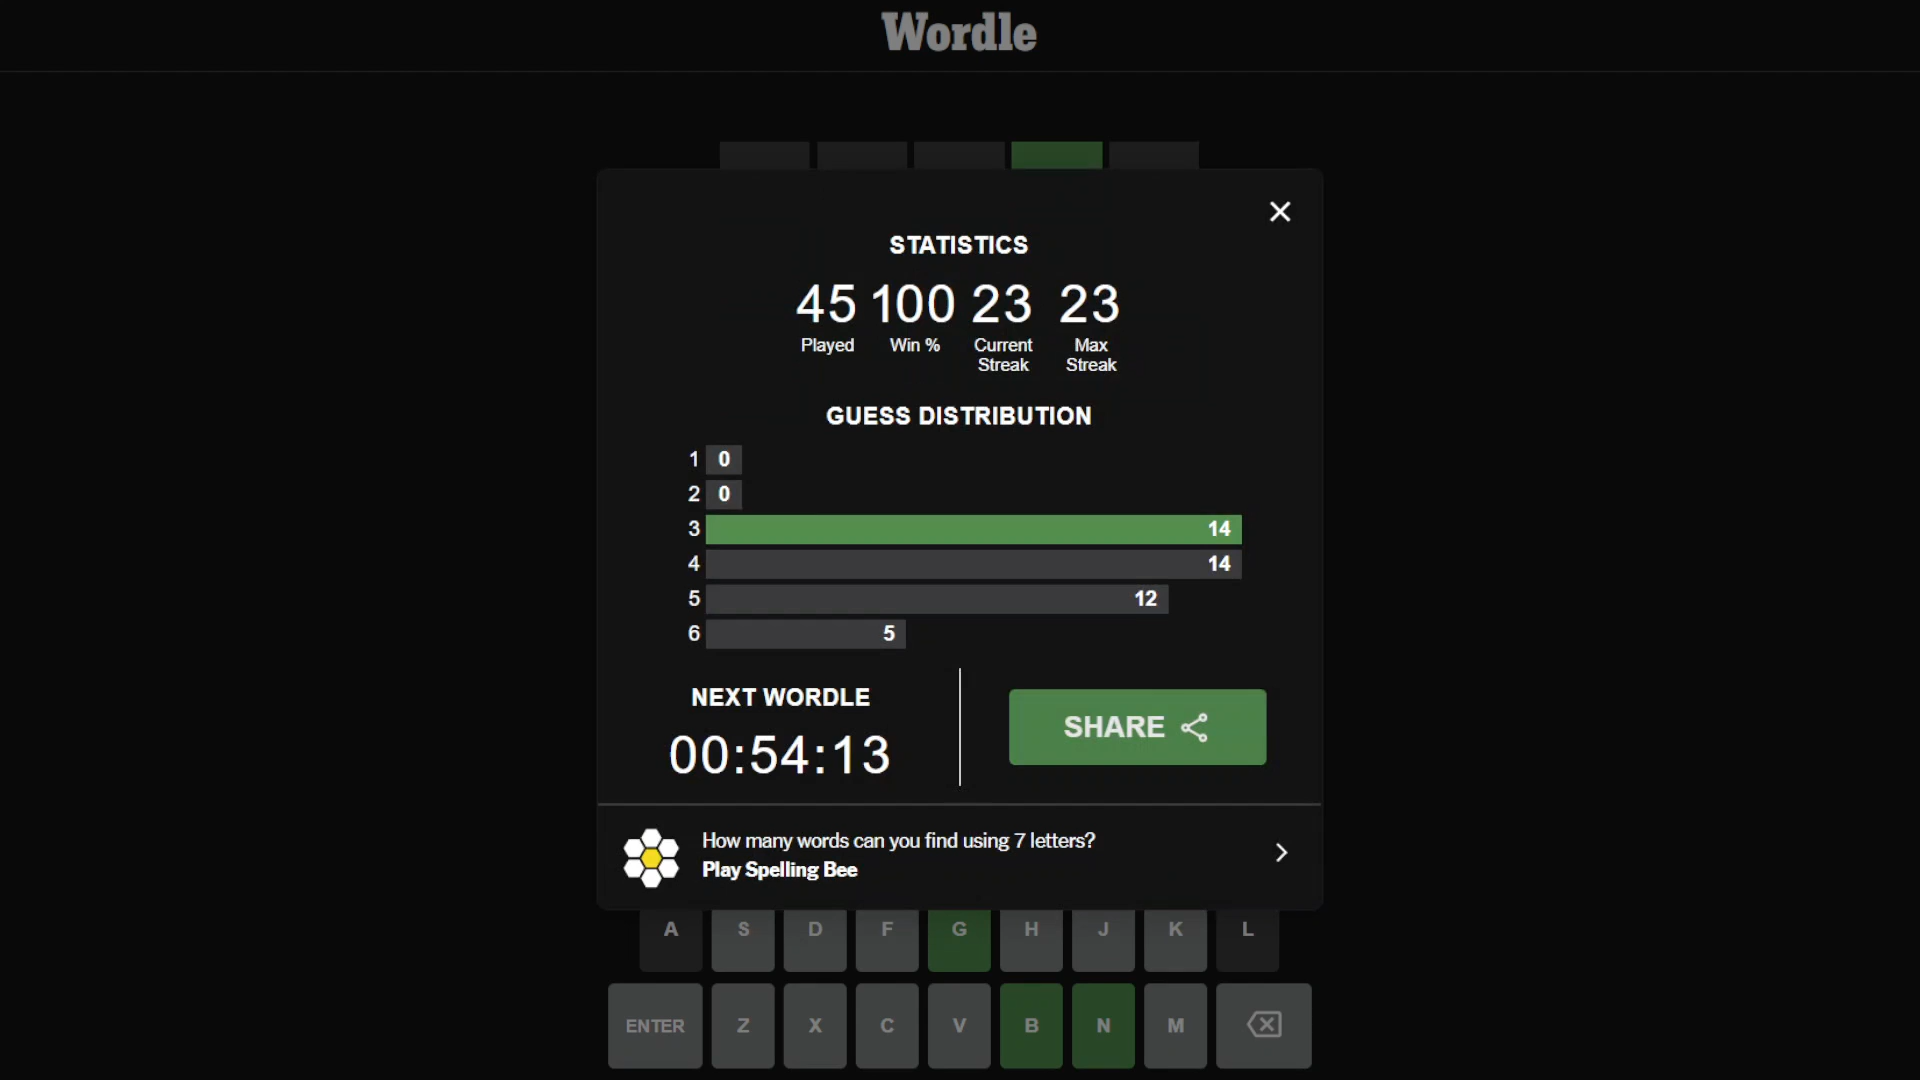 Wordle
STATISTICS
45 100 23 23
Played Win % Current Streak Max Streak
GUESS DISTRIBUTION
1 0
2 0
3 14
4 14
5 12
6 5
NEXT WORDLE
00:54:13
SHARE
How many words can you find using 7 letters?
Play Spelling Bee
A S D F G H J K L
ENTER Z X C V B N M